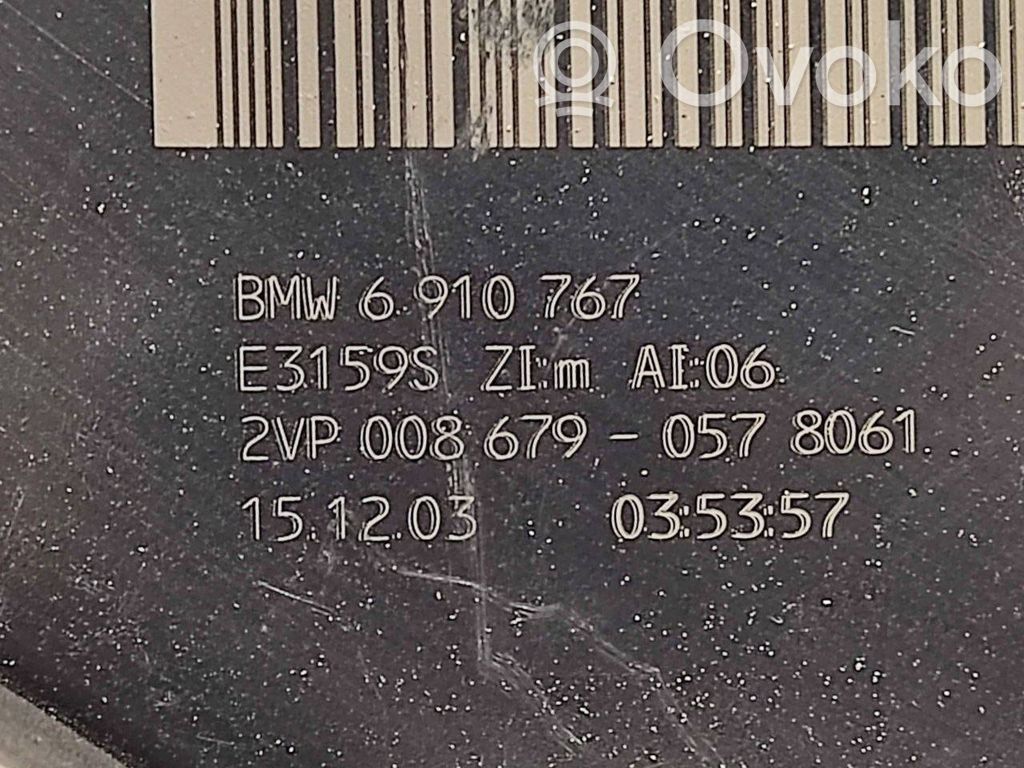 Ovoko
BMW 6 910 767
E3159S ZI:m AI:06
2VP 008 679 - 057 8061
15.12.03 03:53:57